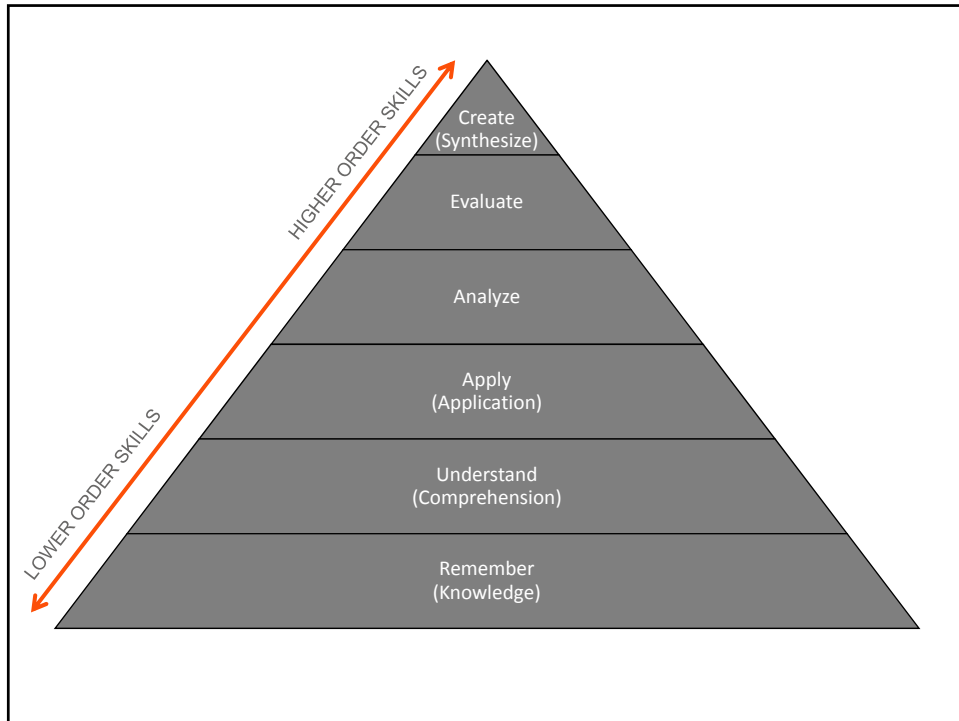 HIGHER ORDER SKILLS
LOWER ORDER SKILLS
Create
(Synthesize)
Evaluate
Analyze
Apply
(Application)
Understand
(Comprehension)
Remember
(Knowledge)